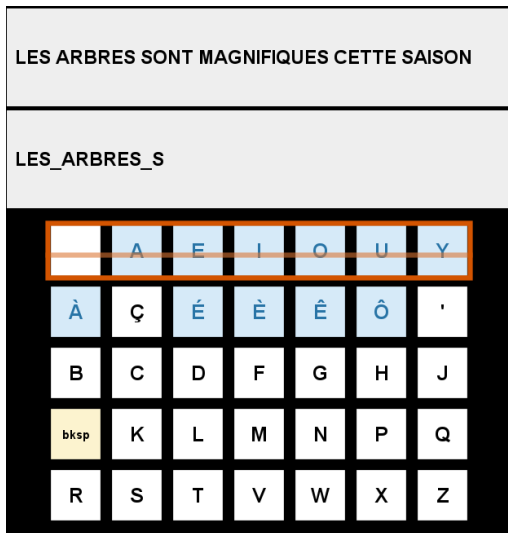 LES ARBRES SONT MAGNIFIQUES CETTE SAISON
LES_ARBRES_S
A E I O U Y
À Ç É È Ê Ô '
B C D F G H J
bksp K L M N P Q
R S T V W X Z